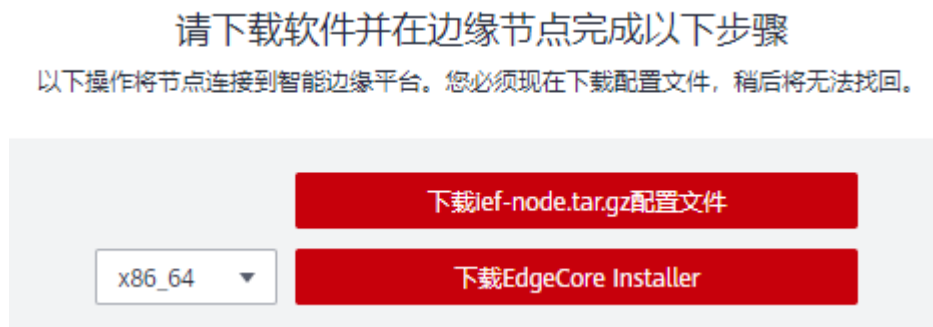 请下载软件并在边缘节点完成以下步骤
以下操作将节点连接到智能边缘平台。您必须现在下载配置文件，稍后将无法找回。
下载ief-node.tar.gz配置文件
x86_64
下载EdgeCore Installer